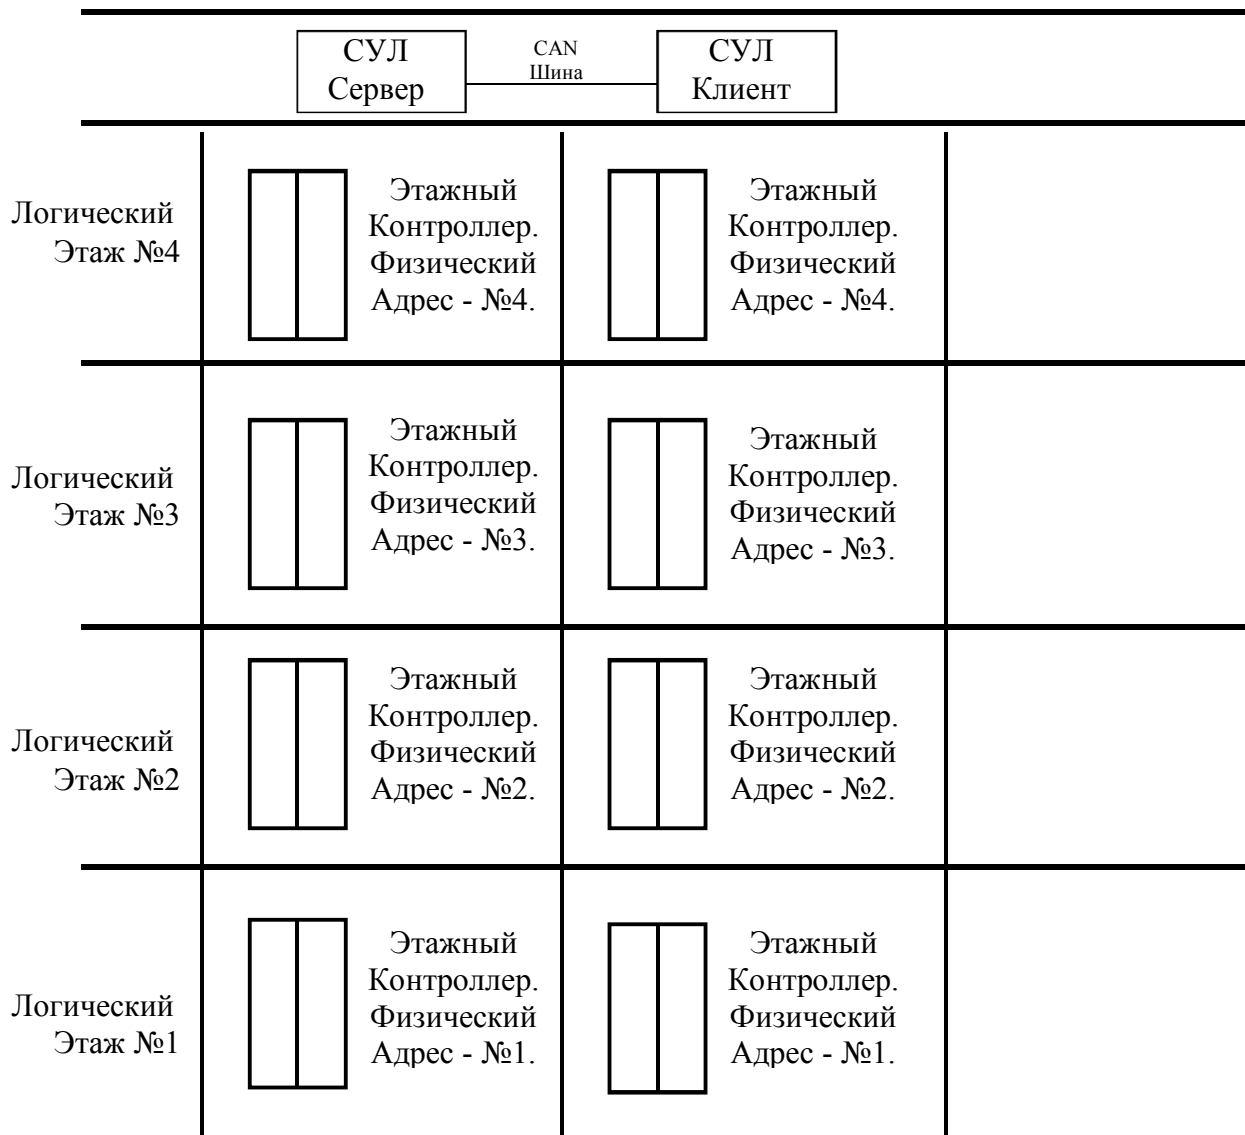 СУЛ
Сервер
CAN
Шина
СУЛ
Клиент
Логический
Этаж №4
Этажный
Контроллер.
Физический
Адрес - №4.
Этажный
Контроллер.
Физический
Адрес - №4.
Логический
Этаж №3
Этажный
Контроллер.
Физический
Адрес - №3.
Этажный
Контроллер.
Физический
Адрес - №3.
Логический
Этаж №2
Этажный
Контроллер.
Физический
Адрес - №2.
Этажный
Контроллер.
Физический
Адрес - №2.
Логический
Этаж №1
Этажный
Контроллер.
Физический
Адрес - №1.
Этажный
Контроллер.
Физический
Адрес - №1.